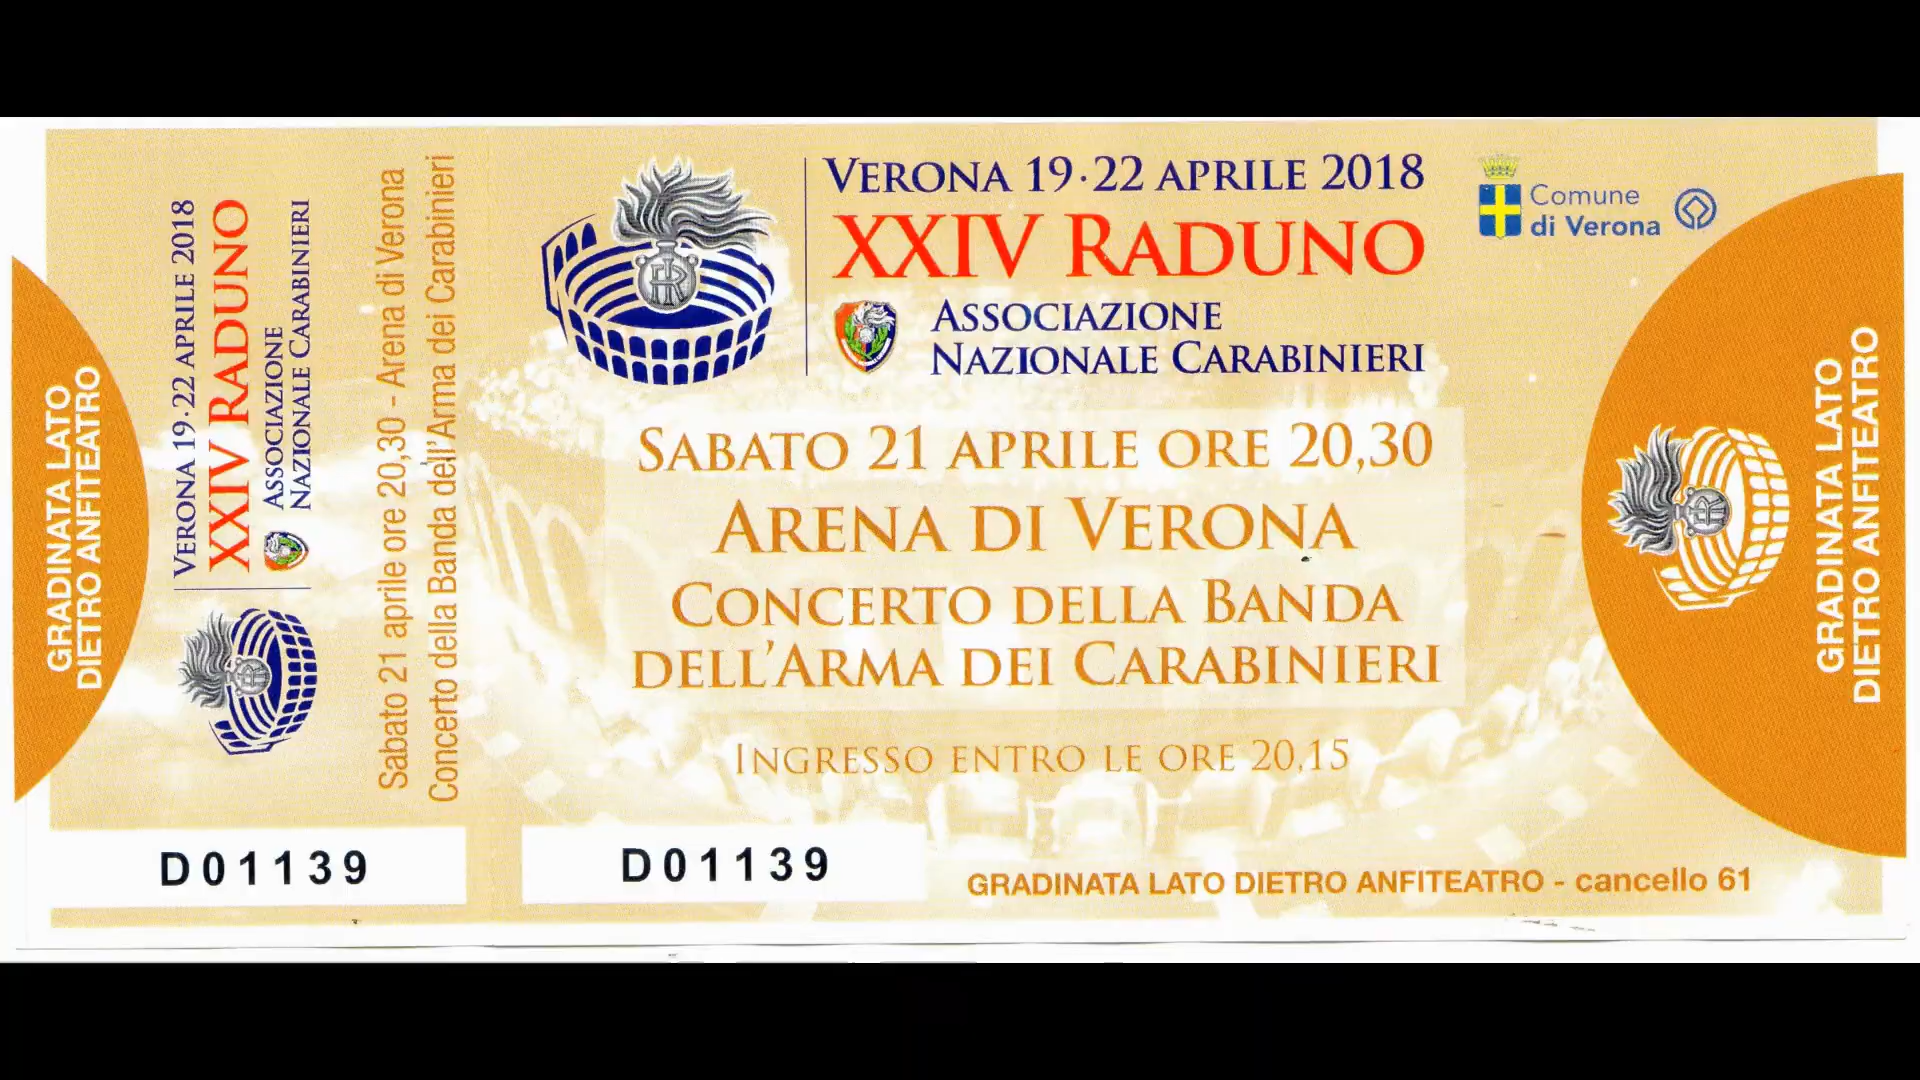 GRADINATA LATO
DIETRO ANFITEATRO
VERONA 19·22 APRILE 2018
XXIV RADUNO
ASSOCIAZIONE
NAZIONALE CARABINIERI
Sabato 21 aprile ore 20,30 - Arena di Verona
Concerto della Banda dell'Arma dei Carabinieri
D01139
VERONA 19·22 APRILE 2018
XXIV RADUNO
ASSOCIAZIONE
NAZIONALE CARABINIERI
Comune
di Verona
SABATO 21 APRILE ORE 20,30
ARENA DI VERONA
CONCERTO DELLA BANDA
DELL'ARMA DEI CARABINIERI
INGRESSO ENTRO LE ORE 20,15
D01139
GRADINATA LATO DIETRO ANFITEATRO - cancello 61
GRADINATA LATO
DIETRO ANFITEATRO